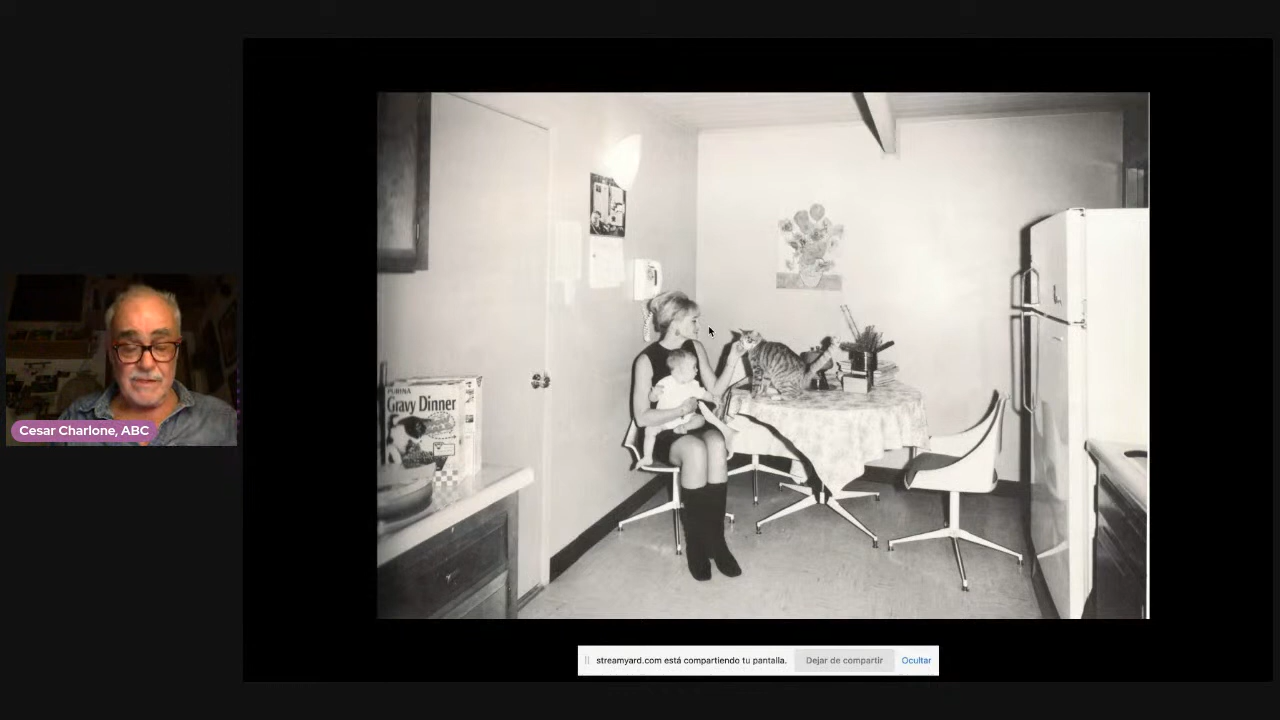 PURINA
Gravy Dinner
Cesar Charlone, ABC
streamyard.com está compartiendo tu pantalla. Dejar de compartir Ocultar